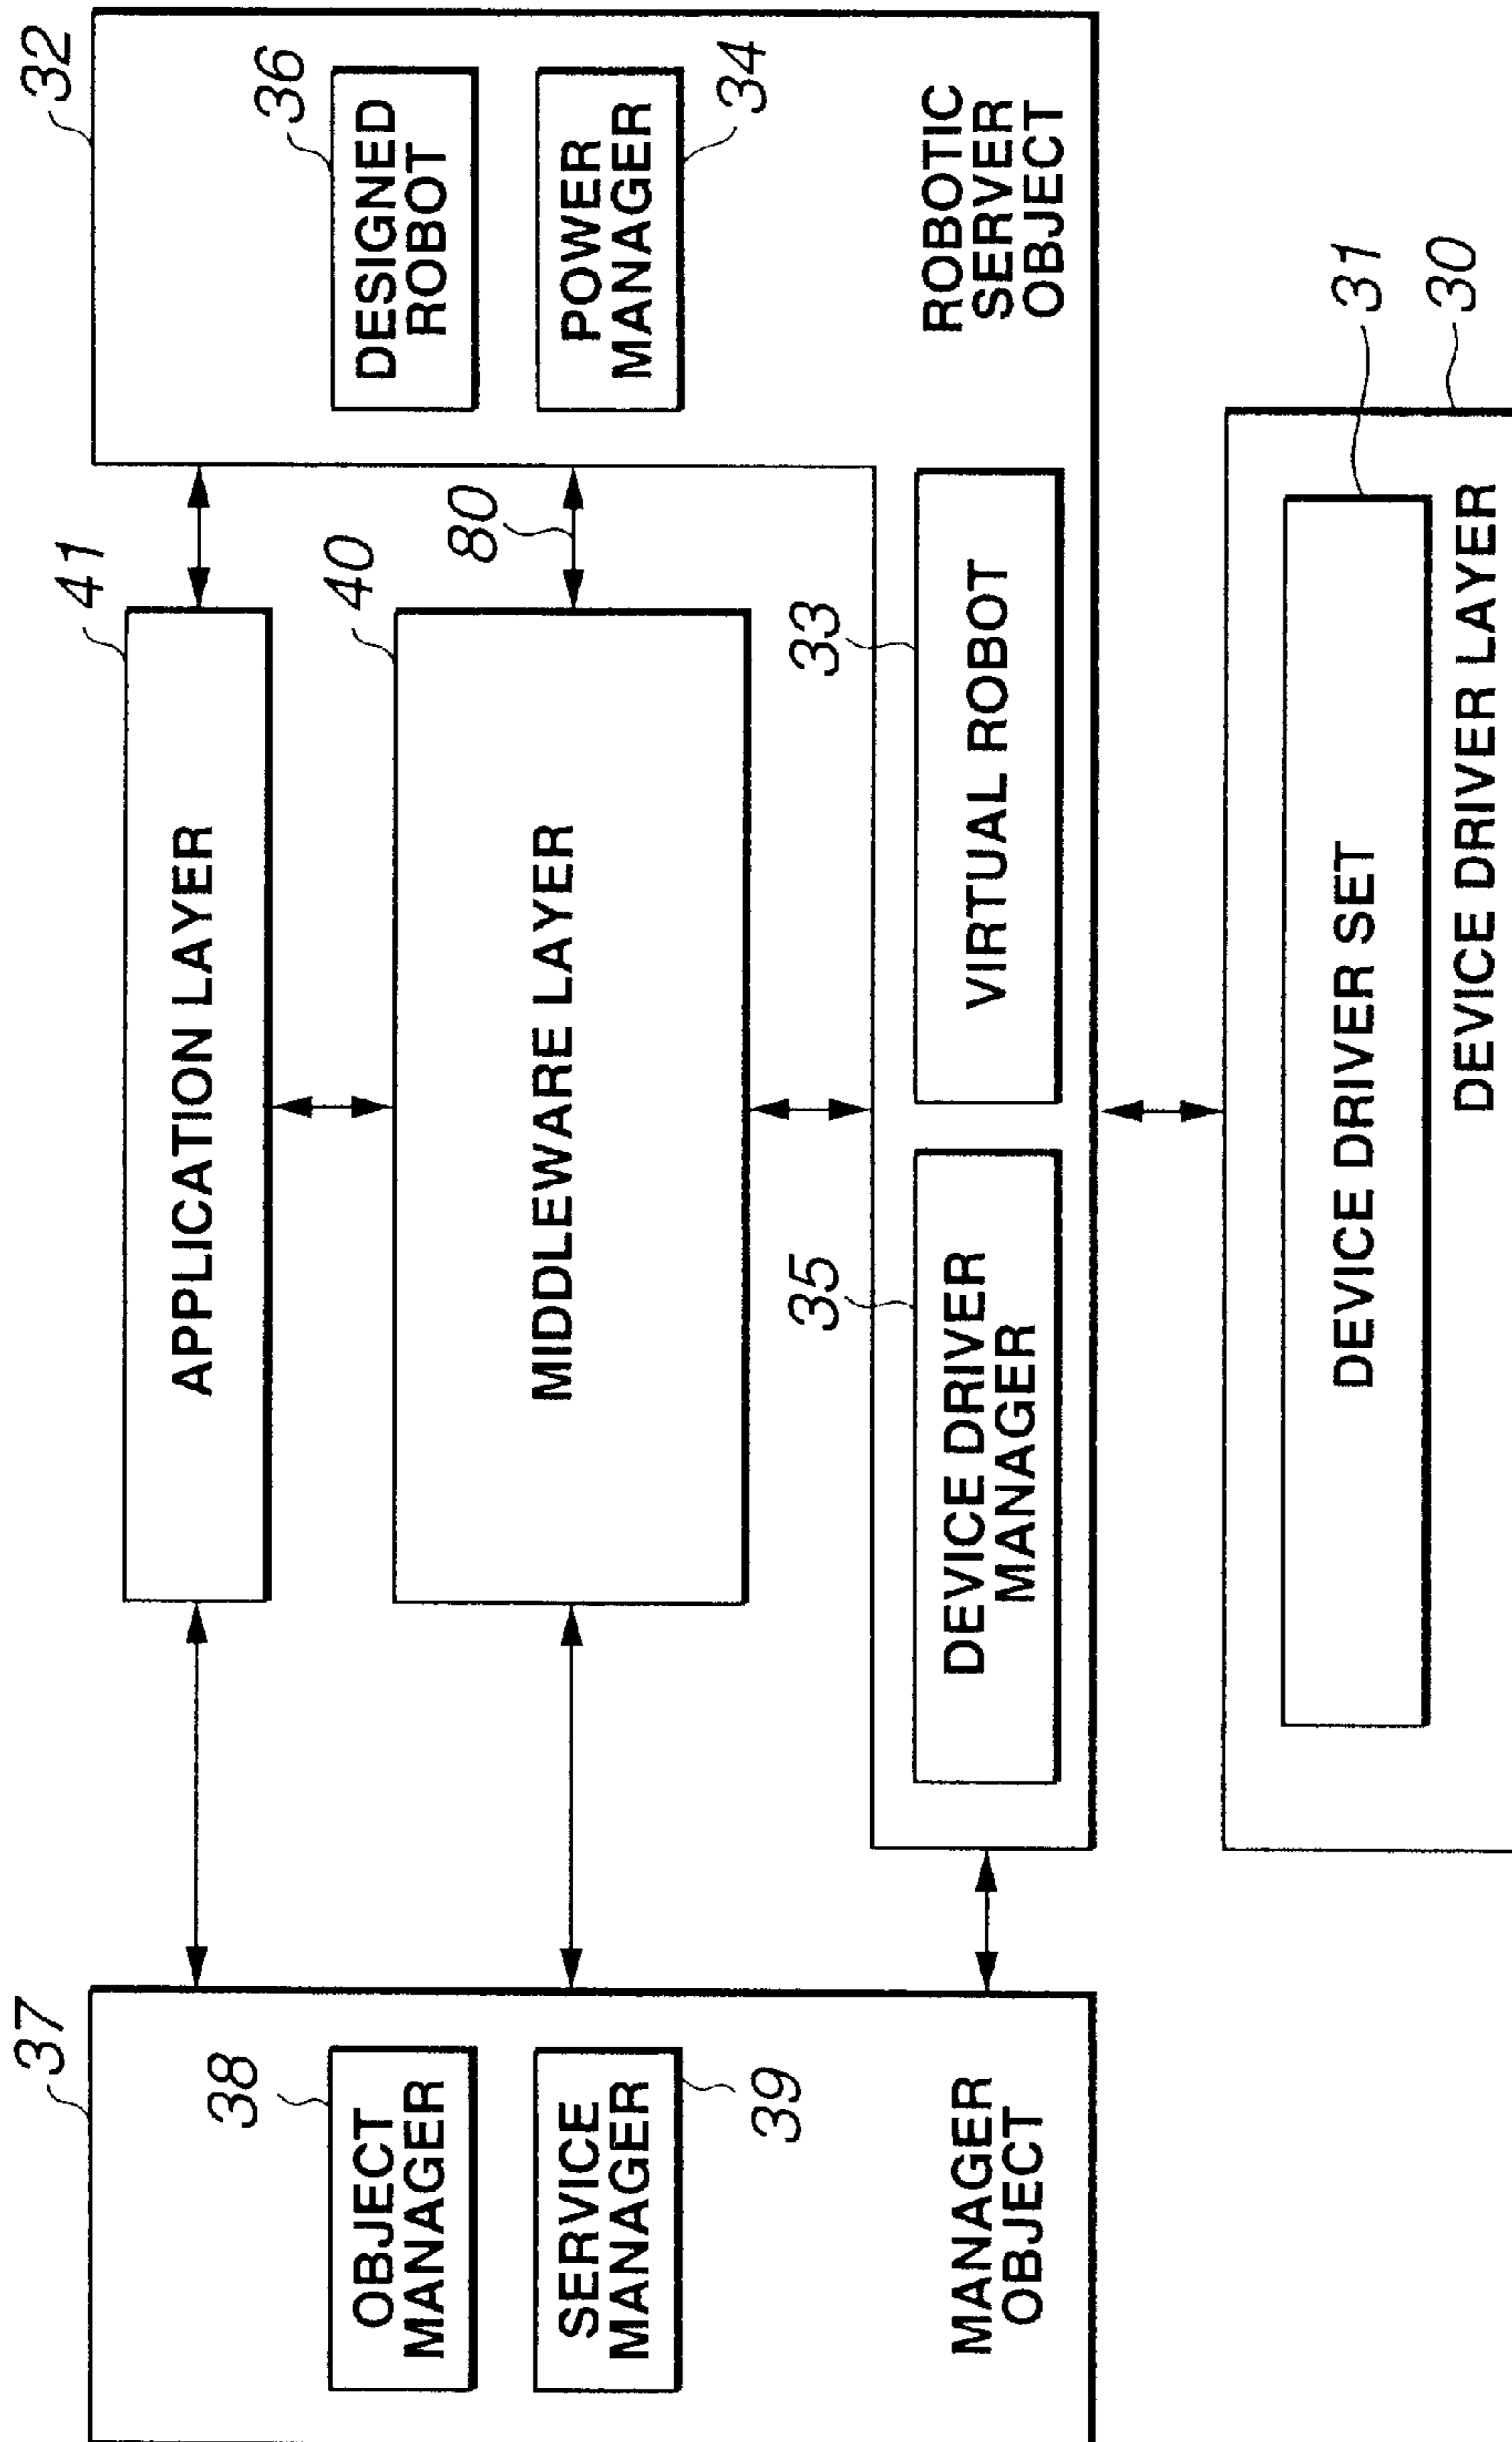 37
38
OBJECT
MANAGER
SERVICE
MANAGER
39
MANAGER
OBJECT
41
APPLICATION LAYER
40
MIDDLEWARE LAYER
80
32
36
DESIGNED
ROBOT
POWER
MANAGER
34
ROBOTIC
SERVER
OBJECT
35
DEVICE DRIVER
MANAGER
33
VIRTUAL ROBOT
31
DEVICE DRIVER SET
30
DEVICE DRIVER LAYER